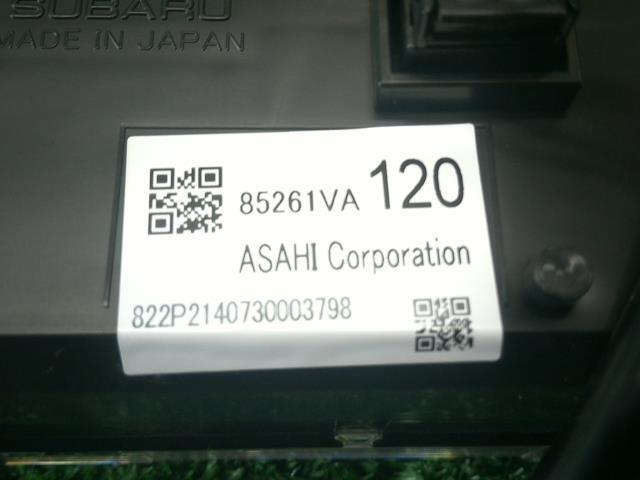 SUBARU
MADE IN JAPAN
85261VA 120
ASAHI Corporation
822P2140730003798